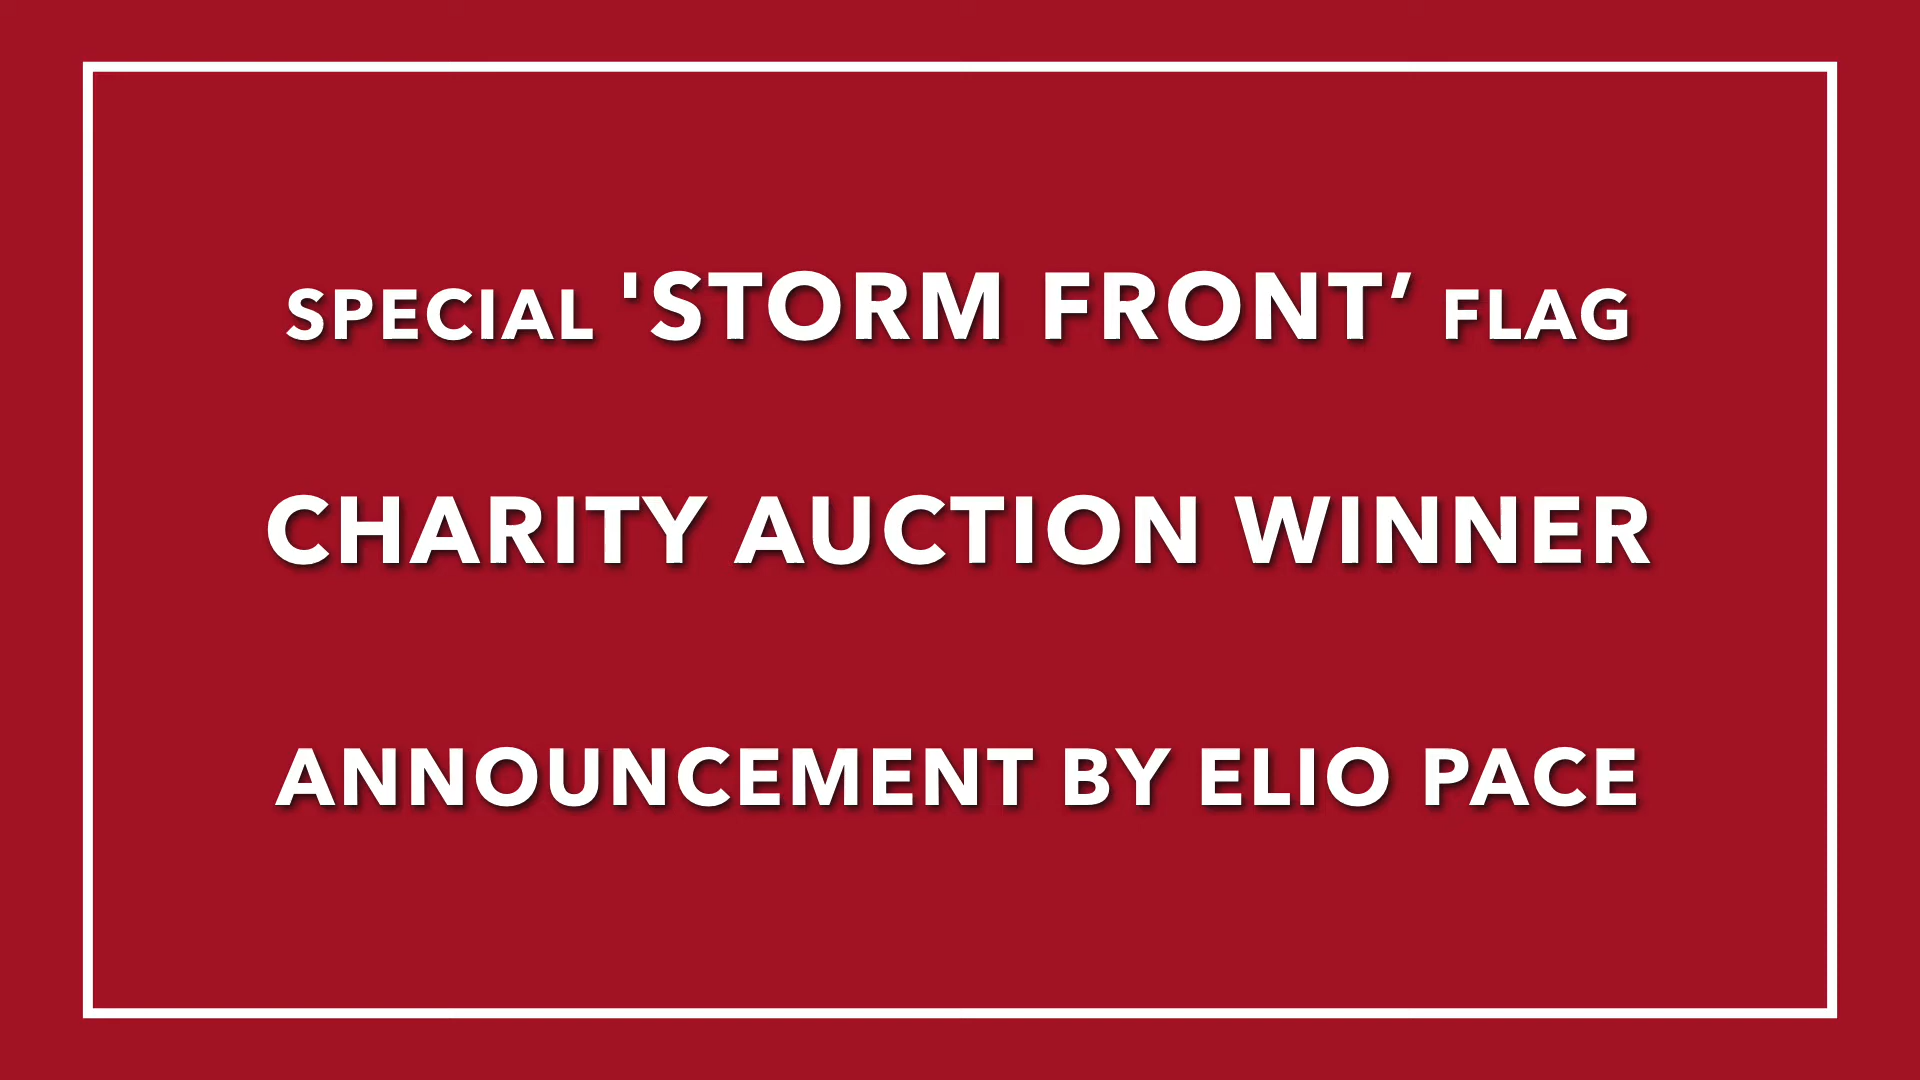 SPECIAL 'STORM FRONT’ FLAG
CHARITY AUCTION WINNER
ANNOUNCEMENT BY ELIO PACE